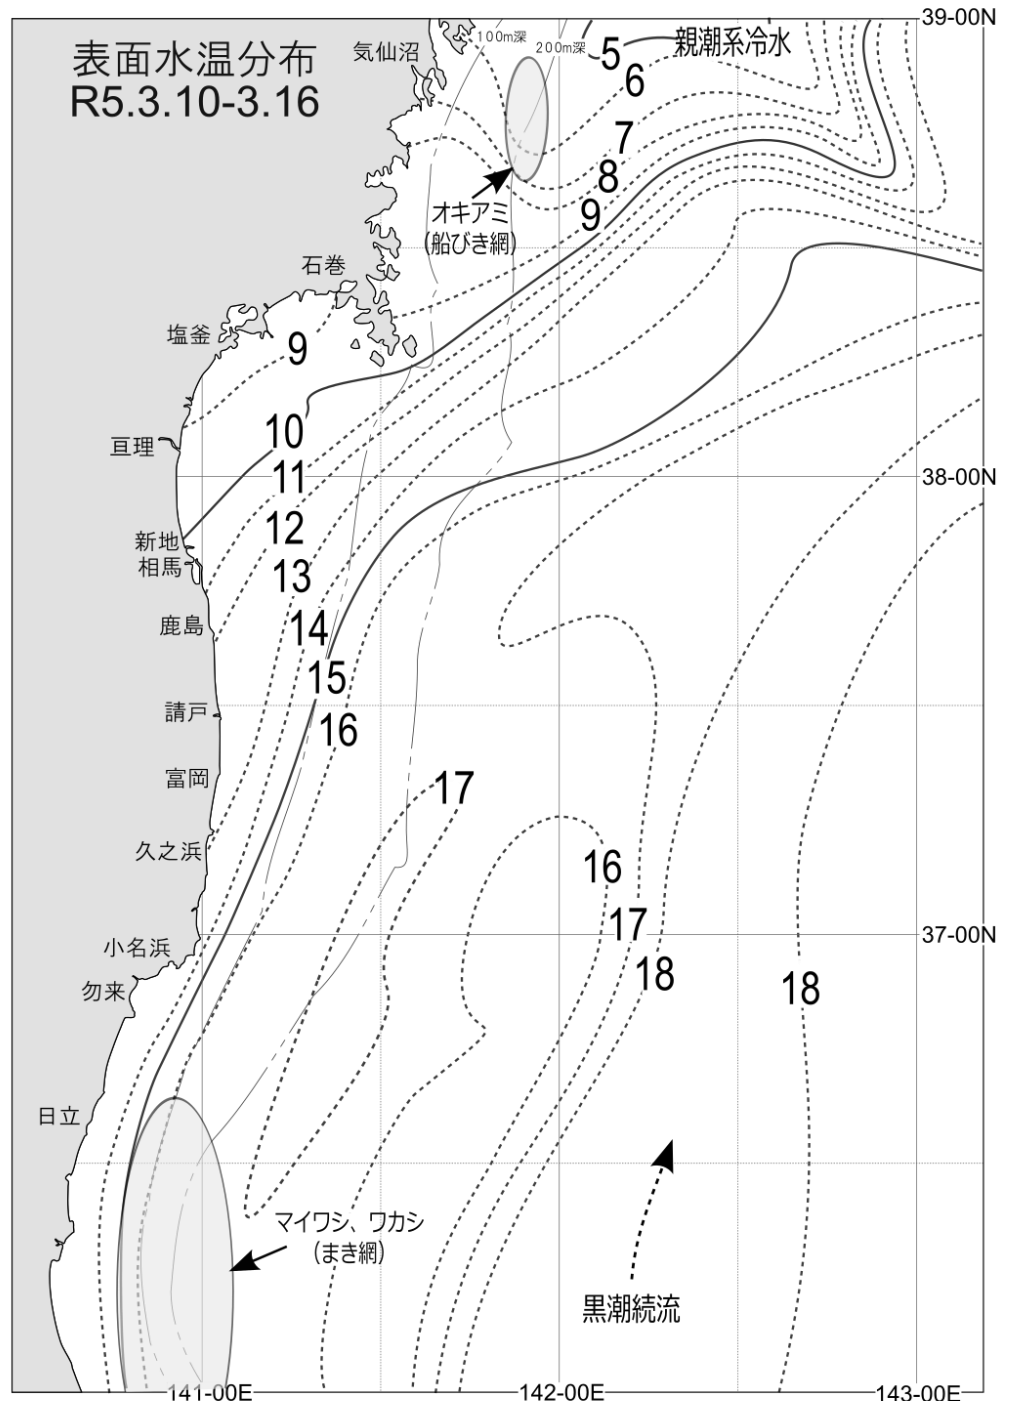 39-00N
表面水温分布
R5.3.10-3.16
気仙沼
100m深
200m深
5
親潮系冷水
6
7
8
9
オキアミ
(船びき網)
石巻
塩釜
9
10
亘理
11
38-00N
12
新地
相馬
13
鹿島
14
15
請戸
16
富岡
17
久之浜
16
17
小名浜
37-00N
18
18
勿来
日立
マイワシ、ワカシ
(まき網)
黒潮続流
141-00E
142-00E
143-00E